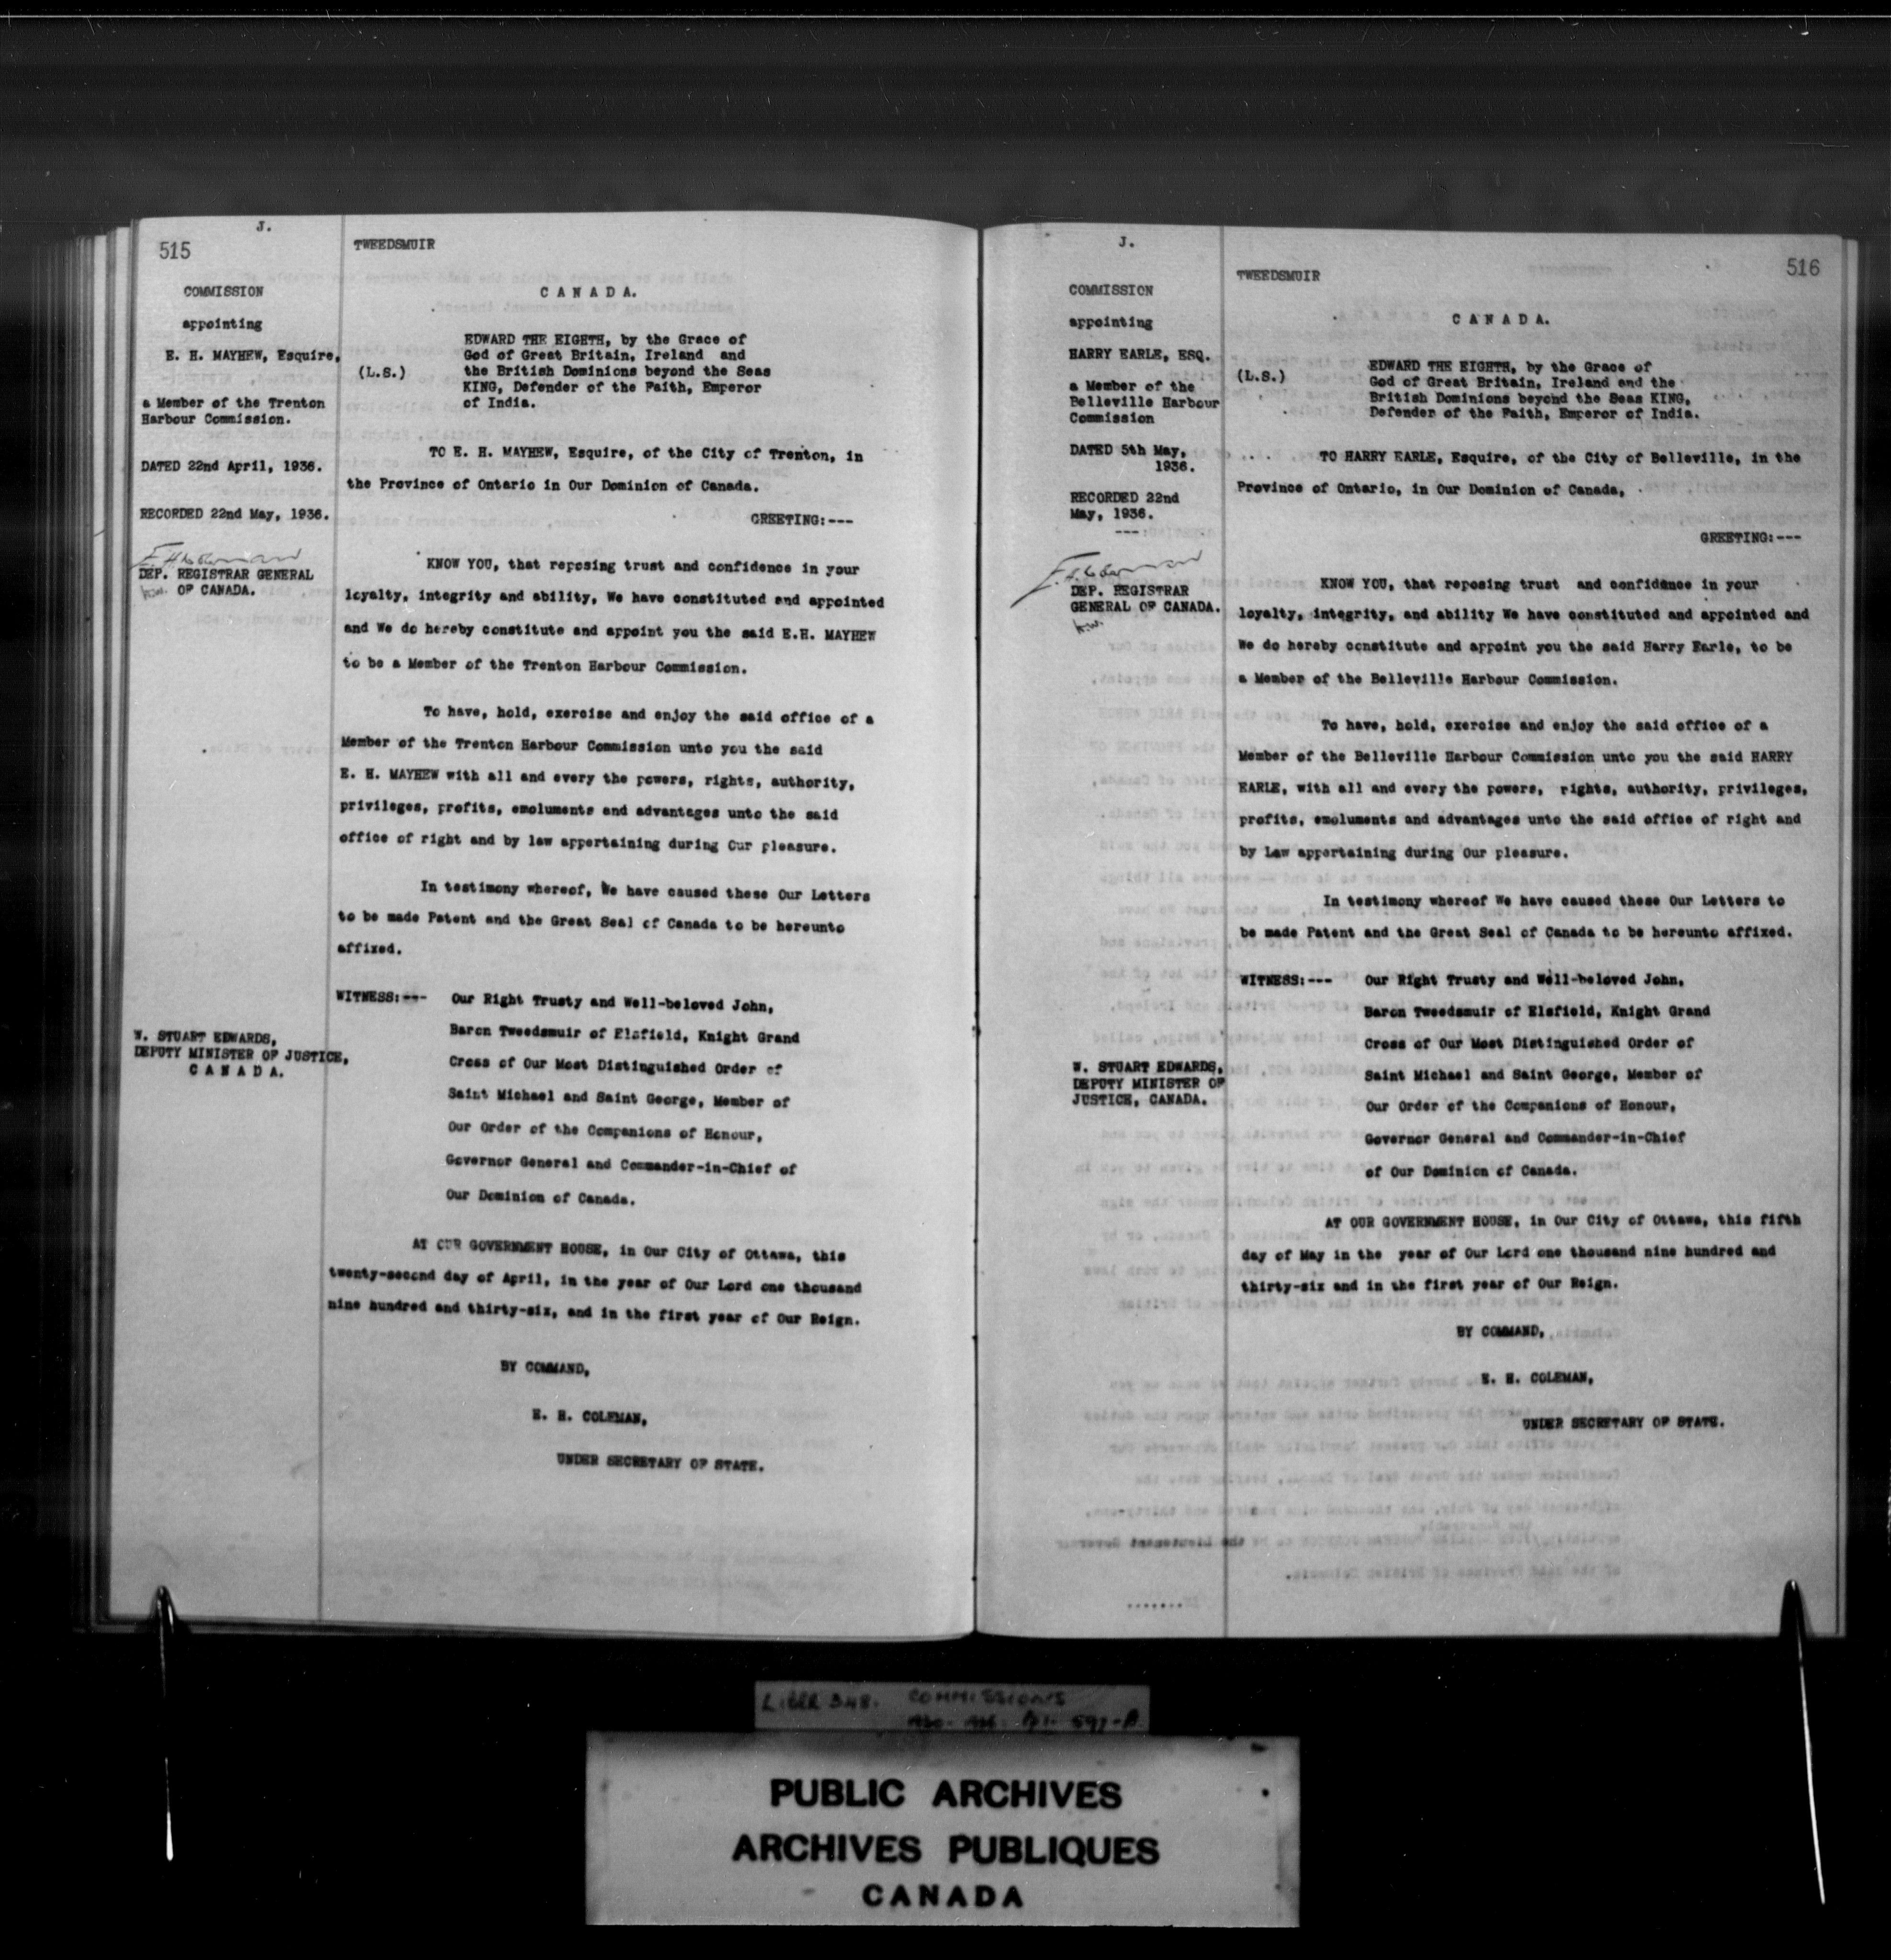 J.
515
TWEEDSMUIR
COMMISSION
appointing
E. H. MAYHEW, Esquire,
a Member of the Trenton
Harbour Commission.
DATED 22nd April, 1936.
RECORDED 22nd May, 1936.
DEP. REGISTRAR GENERAL
OF CANADA.
W. STUART EDWARDS,
DEPUTY MINISTER OF JUSTICE,
C A N A D A.
C A N A D A.
(L.S.)
EDWARD THE EIGHTH, by the Grace of
God of Great Britain, Ireland and
the British Dominions beyond the Seas
KING, Defender of the Faith, Emperor
of India.
TO E. H. MAYHEW, Esquire, of the City of Trenton, in
the Province of Ontario in Our Dominion of Canada.
GREETING:---
KNOW YOU, that reposing trust and confidence in your
loyalty, integrity and ability, We have constituted and appointed
and We do hereby constitute and appoint you the said E.H. MAYHEW
to be a Member of the Trenton Harbour Commission.
To have, hold, exercise and enjoy the said office of a
Member of the Trenton Harbour Commission unto you the said
E. H. MAYHEW with all and every the powers, rights, authority,
privileges, profits, emoluments and advantages unto the said
office of right and by law appertaining during Our pleasure.
In testimony whereof, We have caused these Our Letters
to be made Patent and the Great Seal of Canada to be hereunto
affixed.
WITNESS:--- Our Right Trusty and Well-beloved John,
Baron Tweedsmuir of Elsfield, Knight Grand
Cross of Our Most Distinguished Order of
Saint Michael and Saint George, Member of
Our Order of the Companions of Honour,
Governor General and Commander-in-Chief of
Our Dominion of Canada.
AT OUR GOVERNMENT HOUSE, in Our City of Ottawa, this
twenty-second day of April, in the year of Our Lord one thousand
nine hundred and thirty-six, and in the first year of Our Reign.
BY COMMAND,
E. H. COLEMAN,
UNDER SECRETARY OF STATE.
J.
516
TWEEDSMUIR
COMMISSION
appointing
HARRY EARLE, ESQ.
a Member of the
Belleville Harbour
Commission
DATED 5th May,
1936.
RECORDED 22nd
May, 1936.
---
DEP. REGISTRAR
GENERAL OF CANADA.
W. STUART EDWARDS,
DEPUTY MINISTER OF
JUSTICE, CANADA.
C A N A D A.
(L.S.)
EDWARD THE EIGHTH, by the Grace of
God of Great Britain, Ireland and the
British Dominions beyond the Seas KING,
Defender of the Faith, Emperor of India.
TO HARRY EARLE, Esquire, of the City of Belleville, in the
Province of Ontario, in Our Dominion of Canada,
GREETING:---
KNOW YOU, that reposing trust and confidence in your
loyalty, integrity, and ability We have constituted and appointed and
We do hereby constitute and appoint you the said Harry Earle, to be
a Member of the Belleville Harbour Commission.
To have, hold, exercise and enjoy the said office of a
Member of the Belleville Harbour Commission unto you the said HARRY
EARLE, with all and every the powers, rights, authority, privileges,
profits, emoluments and advantages unto the said office of right and
by Law appertaining during Our pleasure.
In testimony whereof We have caused these Our Letters to
be made Patent and the Great Seal of Canada to be hereunto affixed.
WITNESS:--- Our Right Trusty and Well-beloved John,
Baron Tweedsmuir of Elsfield, Knight Grand
Cross of Our Most Distinguished Order of
Saint Michael and Saint George, Member of
Our Order of the Companions of Honour,
Governor General and Commander-in-Chief
of Our Dominion of Canada.
AT OUR GOVERNMENT HOUSE, in Our City of Ottawa, this fifth
day of May in the year of Our Lord one thousand nine hundred and
thirty-six and in the first year of Our Reign.
BY COMMAND,
E. H. COLEMAN,
UNDER SECRETARY OF STATE.
LIBER 348. COMMISSIONS
PUBLIC ARCHIVES
ARCHIVES PUBLIQUES
CANADA